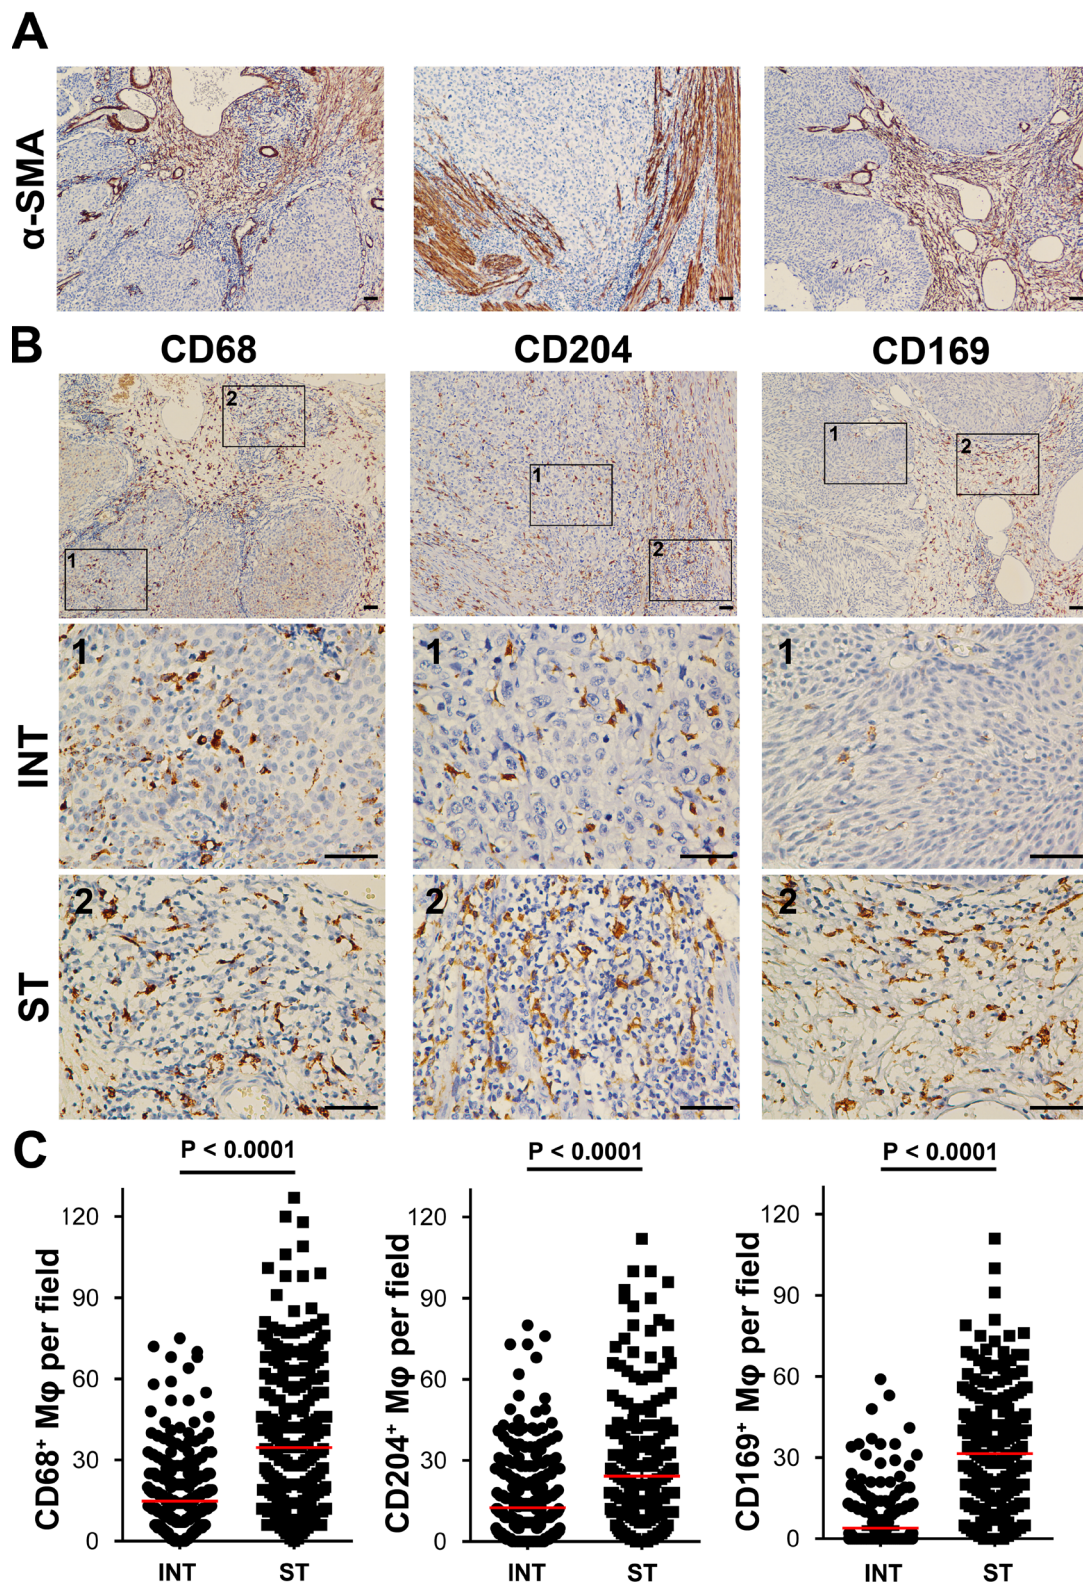 A
α-SMA
B
CD68
CD204
CD169
2
1
1
2
1
2
INT
1
1
1
ST
2
2
2
C
P < 0.0001
P < 0.0001
P < 0.0001
CD68+ Mφ per field
120
90
60
30
0
INT
ST
CD204+ Mφ per field
120
90
60
30
0
INT
ST
CD169+ Mφ per field
120
90
60
30
0
INT
ST